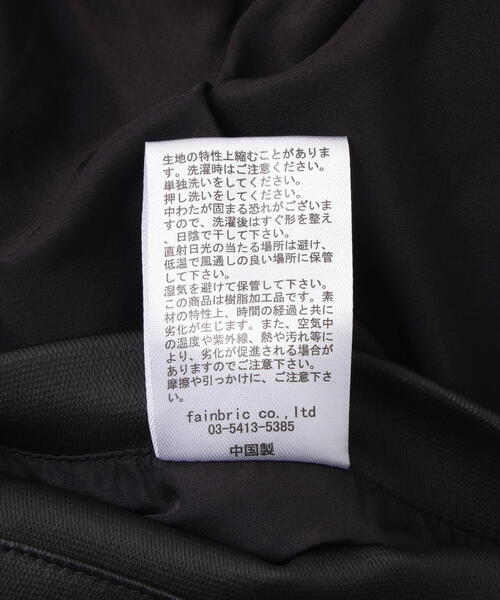 生地の特性上縮むことがありま
す。洗濯時はご注意ください。
単独洗いをしてください。
押し洗いをしてください。
中わたが固まる恐れがございま
すので、洗濯後はすぐ形を整え
、日陰で干して下さい。
直射日光の当たる場所は避け、
低温で風通しの良い場所に保管
して下さい。
湿気を避けて保管して下さい。
この商品は樹脂加工品です。素
材の特性上、時間の経過と共に
劣化が生じます。また、空気中
の温度や紫外線、熱や汚れ等に
より、劣化が促進される場合が
ありますのでご注意下さい。
摩擦や引っかけに、ご注意下さ
い。
fainbric co.,ltd
03-5413-5385
中国製